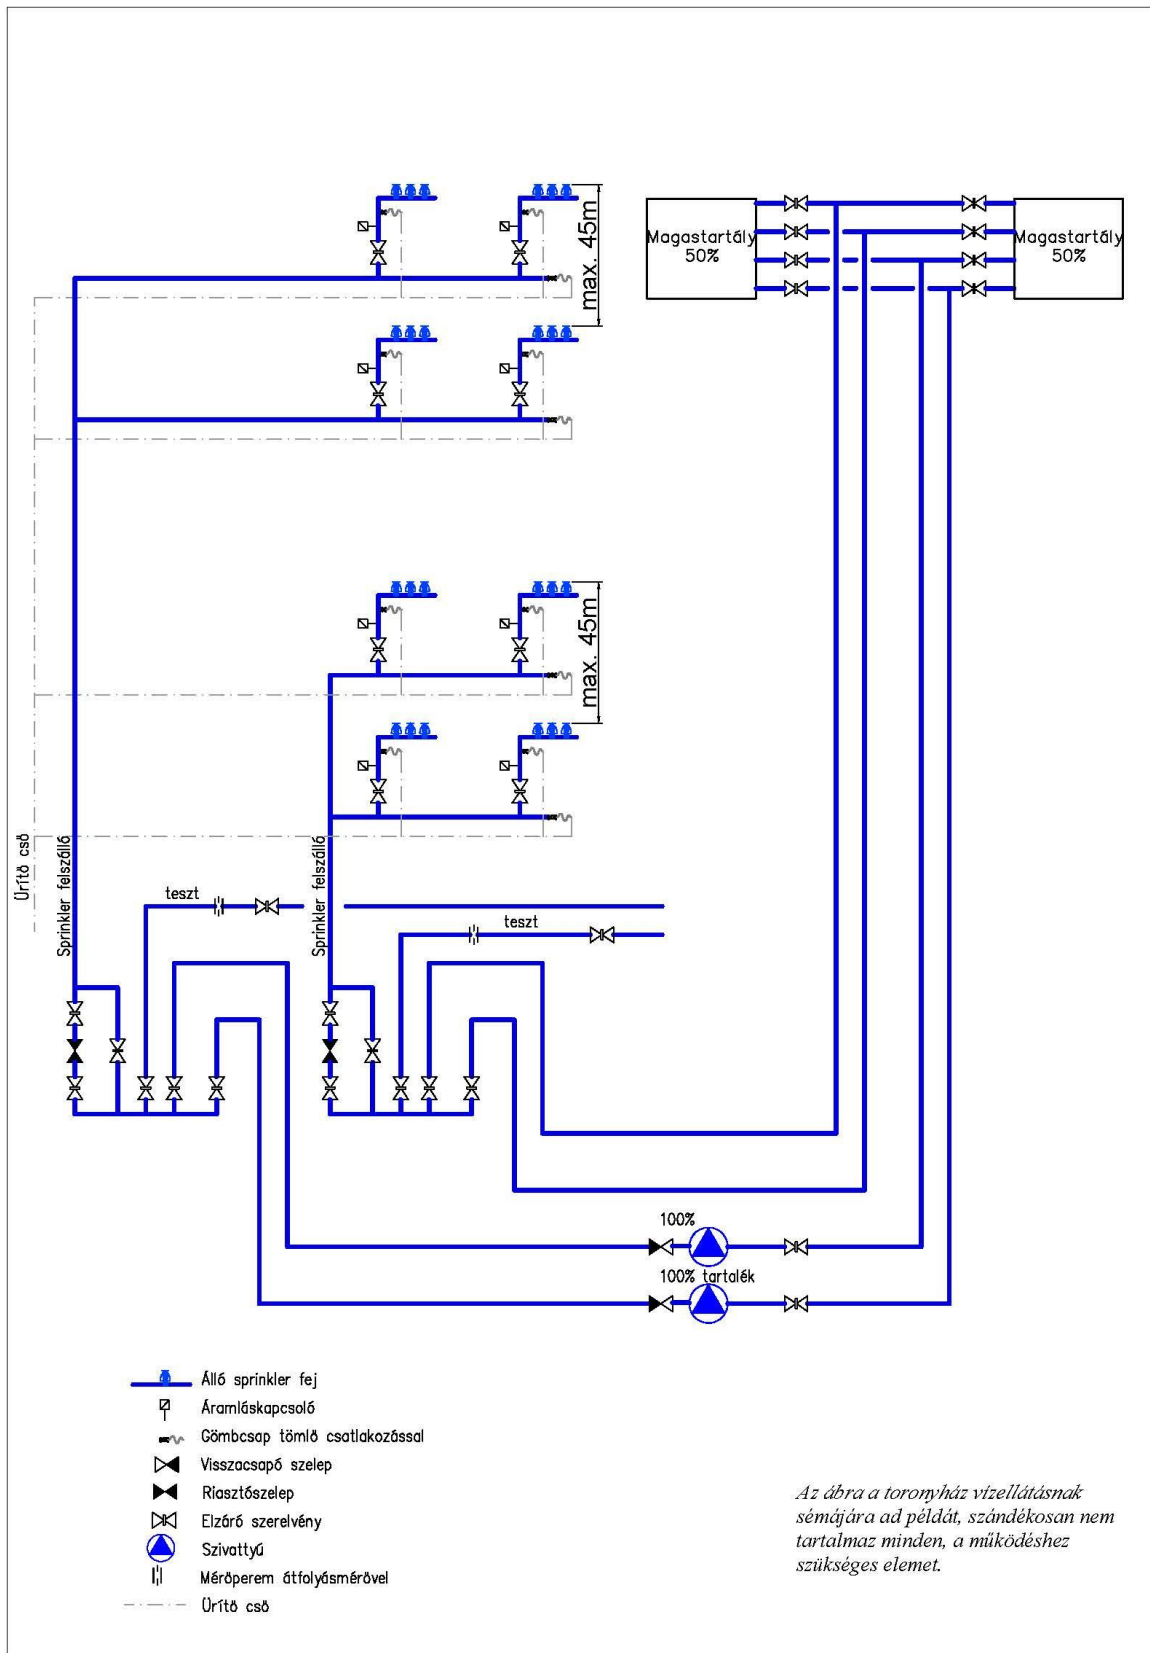 max. 45m
Magastartály
50%
Magastartály
50%
max. 45m
Ürítő cső
Sprinkler felszálló
Sprinkler felszálló
teszt
teszt
100%
100% tartalék
Álló sprinkler fej
Áramláskapcsoló
Gömbcsap tömlő csatlakozással
Visszacsapó szelep
Riasztószelep
Elzáró szerelvény
Szivattyú
Mérőperem átfolyásmérővel
Ürítő cső
Az ábra a toronyház vízellátásnak
sémájára ad példát, szándékosan nem
tartalmaz minden, a működéshez
szükséges elemet.